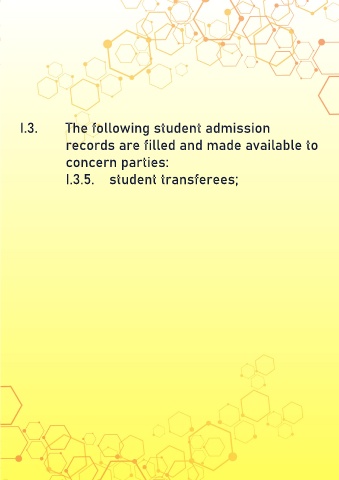 I.3. The following student admission
records are filled and made available to
concern parties:
I.3.5. student transferees;